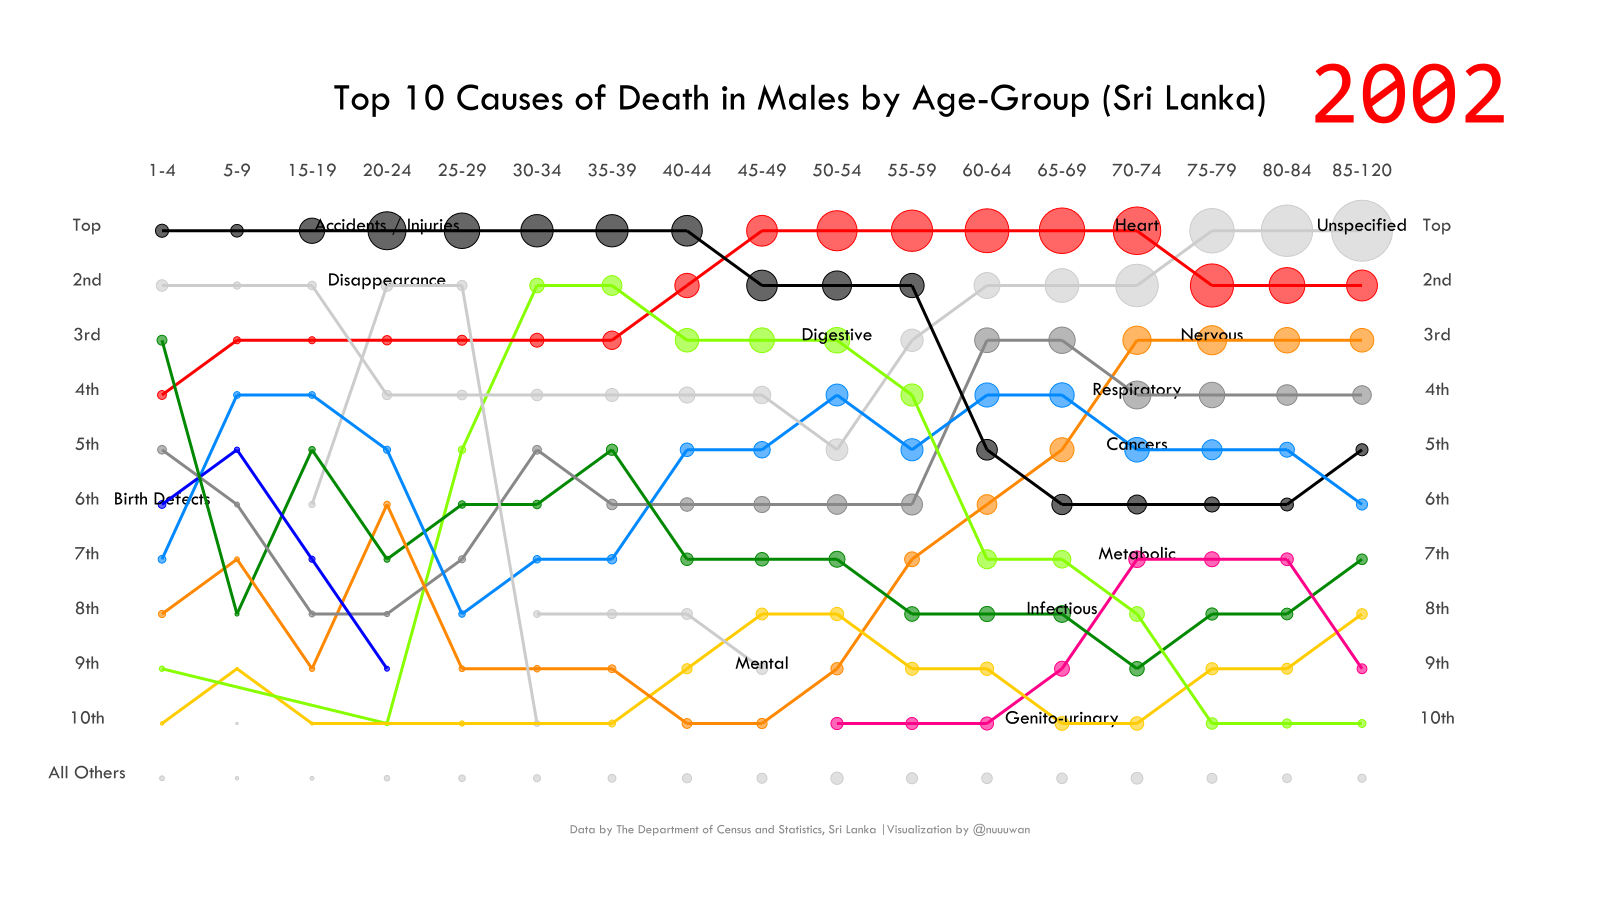 Top 10 Causes of Death in Males by Age-Group (Sri Lanka) 2002
1-4 5-9 15-19 20-24 25-29 30-34 35-39 40-44 45-49 50-54 55-59 60-64 65-69 70-74 75-79 80-84 85-120
Top Accidents / Injuries Heart Unspecified Top
2nd Disappearance 2nd
3rd Digestive Nervous 3rd
4th Respiratory 4th
5th Cancers 5th
6th Birth Defects 6th
7th Metabolic 7th
8th Infectious 8th
9th Mental 9th
10th Genito-urinary 10th
All Others
Data by The Department of Census and Statistics, Sri Lanka | Visualization by @nuuuwan